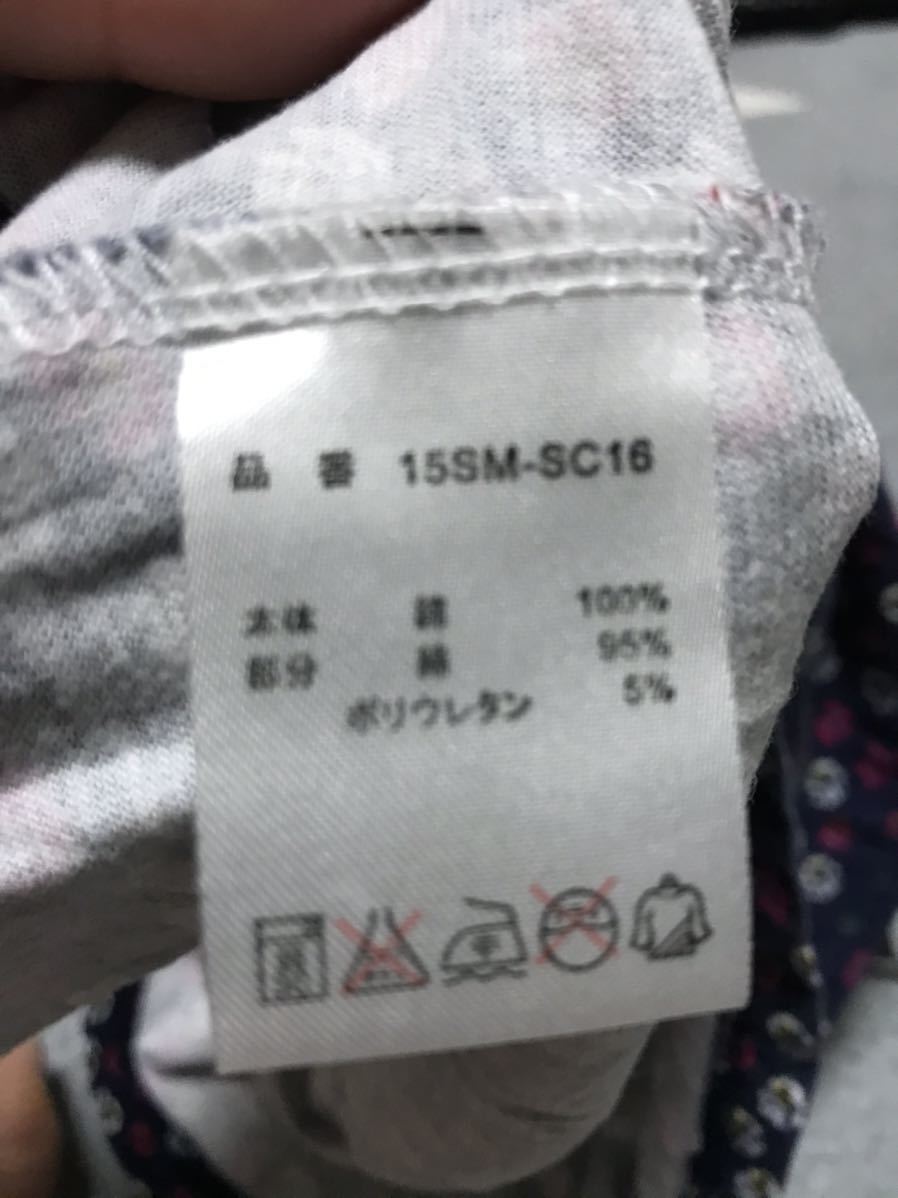 品 番 15SM-SC16
本体 綿 100%
部分 綿 95%
ポリウレタン 5%